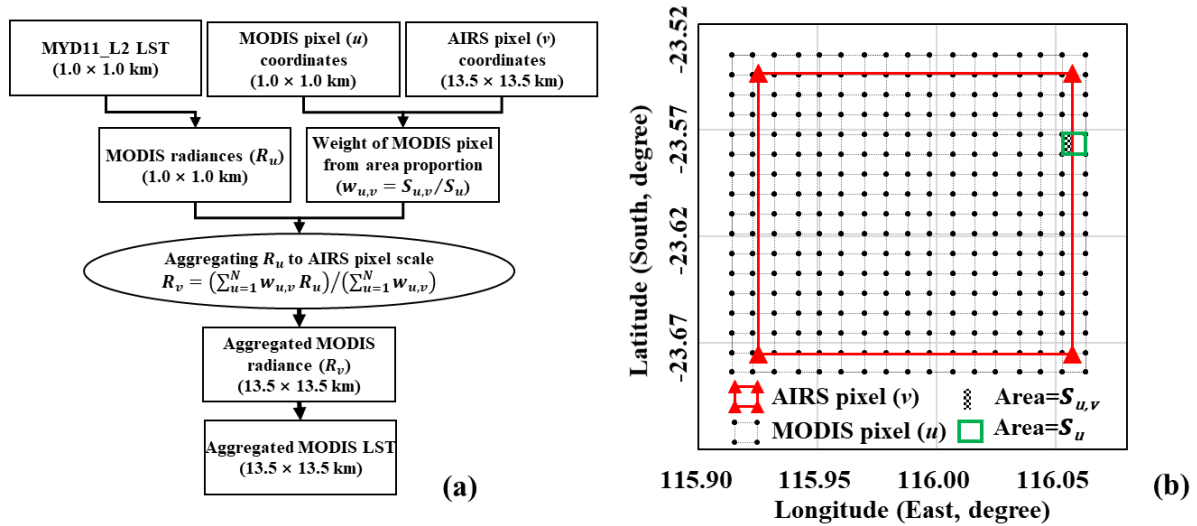 MYD11_L2 LST
(1.0 × 1.0 km)
MODIS pixel (u)
coordinates
(1.0 × 1.0 km)
AIRS pixel (v)
coordinates
(13.5 × 13.5 km)
MODIS radiances (R_u)
(1.0 × 1.0 km)
Weight of MODIS pixel
from area proportion
(w_{u,v} = S_{u,v}/S_u)
Aggregating R_u to AIRS pixel scale
R_v = (∑_{u=1}^{N} w_{u,v} R_u)/(∑_{u=1}^{N} w_{u,v})
Aggregated MODIS
radiance (R_v)
(13.5 × 13.5 km)
Aggregated MODIS LST
(13.5 × 13.5 km)
(a)
Latitude (South, degree)
-23.52
-23.57
-23.62
-23.67
AIRS pixel (v)
Area=S_{u,v}
MODIS pixel (u)
Area=S_u
115.90 115.95 116.00 116.05
Longitude (East, degree)
(b)